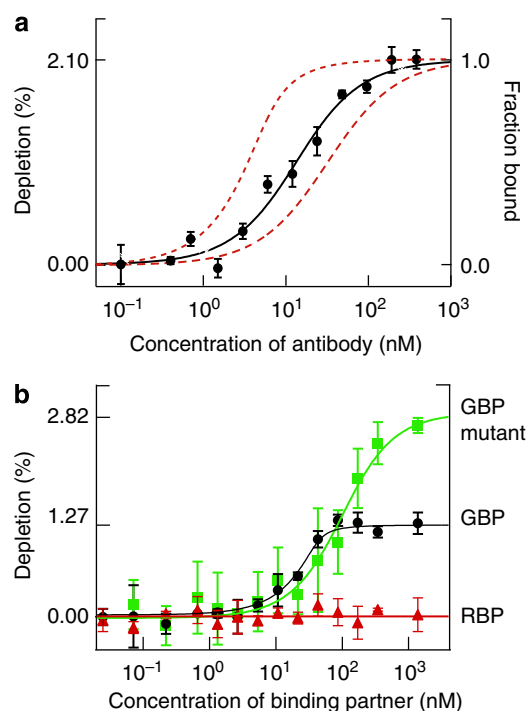 a
2.10
0.00
Depletion (%)
1.0
0.0
Fraction bound
10⁻¹ 10⁰ 10¹ 10² 10³
Concentration of antibody (nM)
b
2.82
1.27
0.00
Depletion (%)
GBP
mutant
GBP
RBP
10⁻¹ 10⁰ 10¹ 10² 10³
Concentration of binding partner (nM)